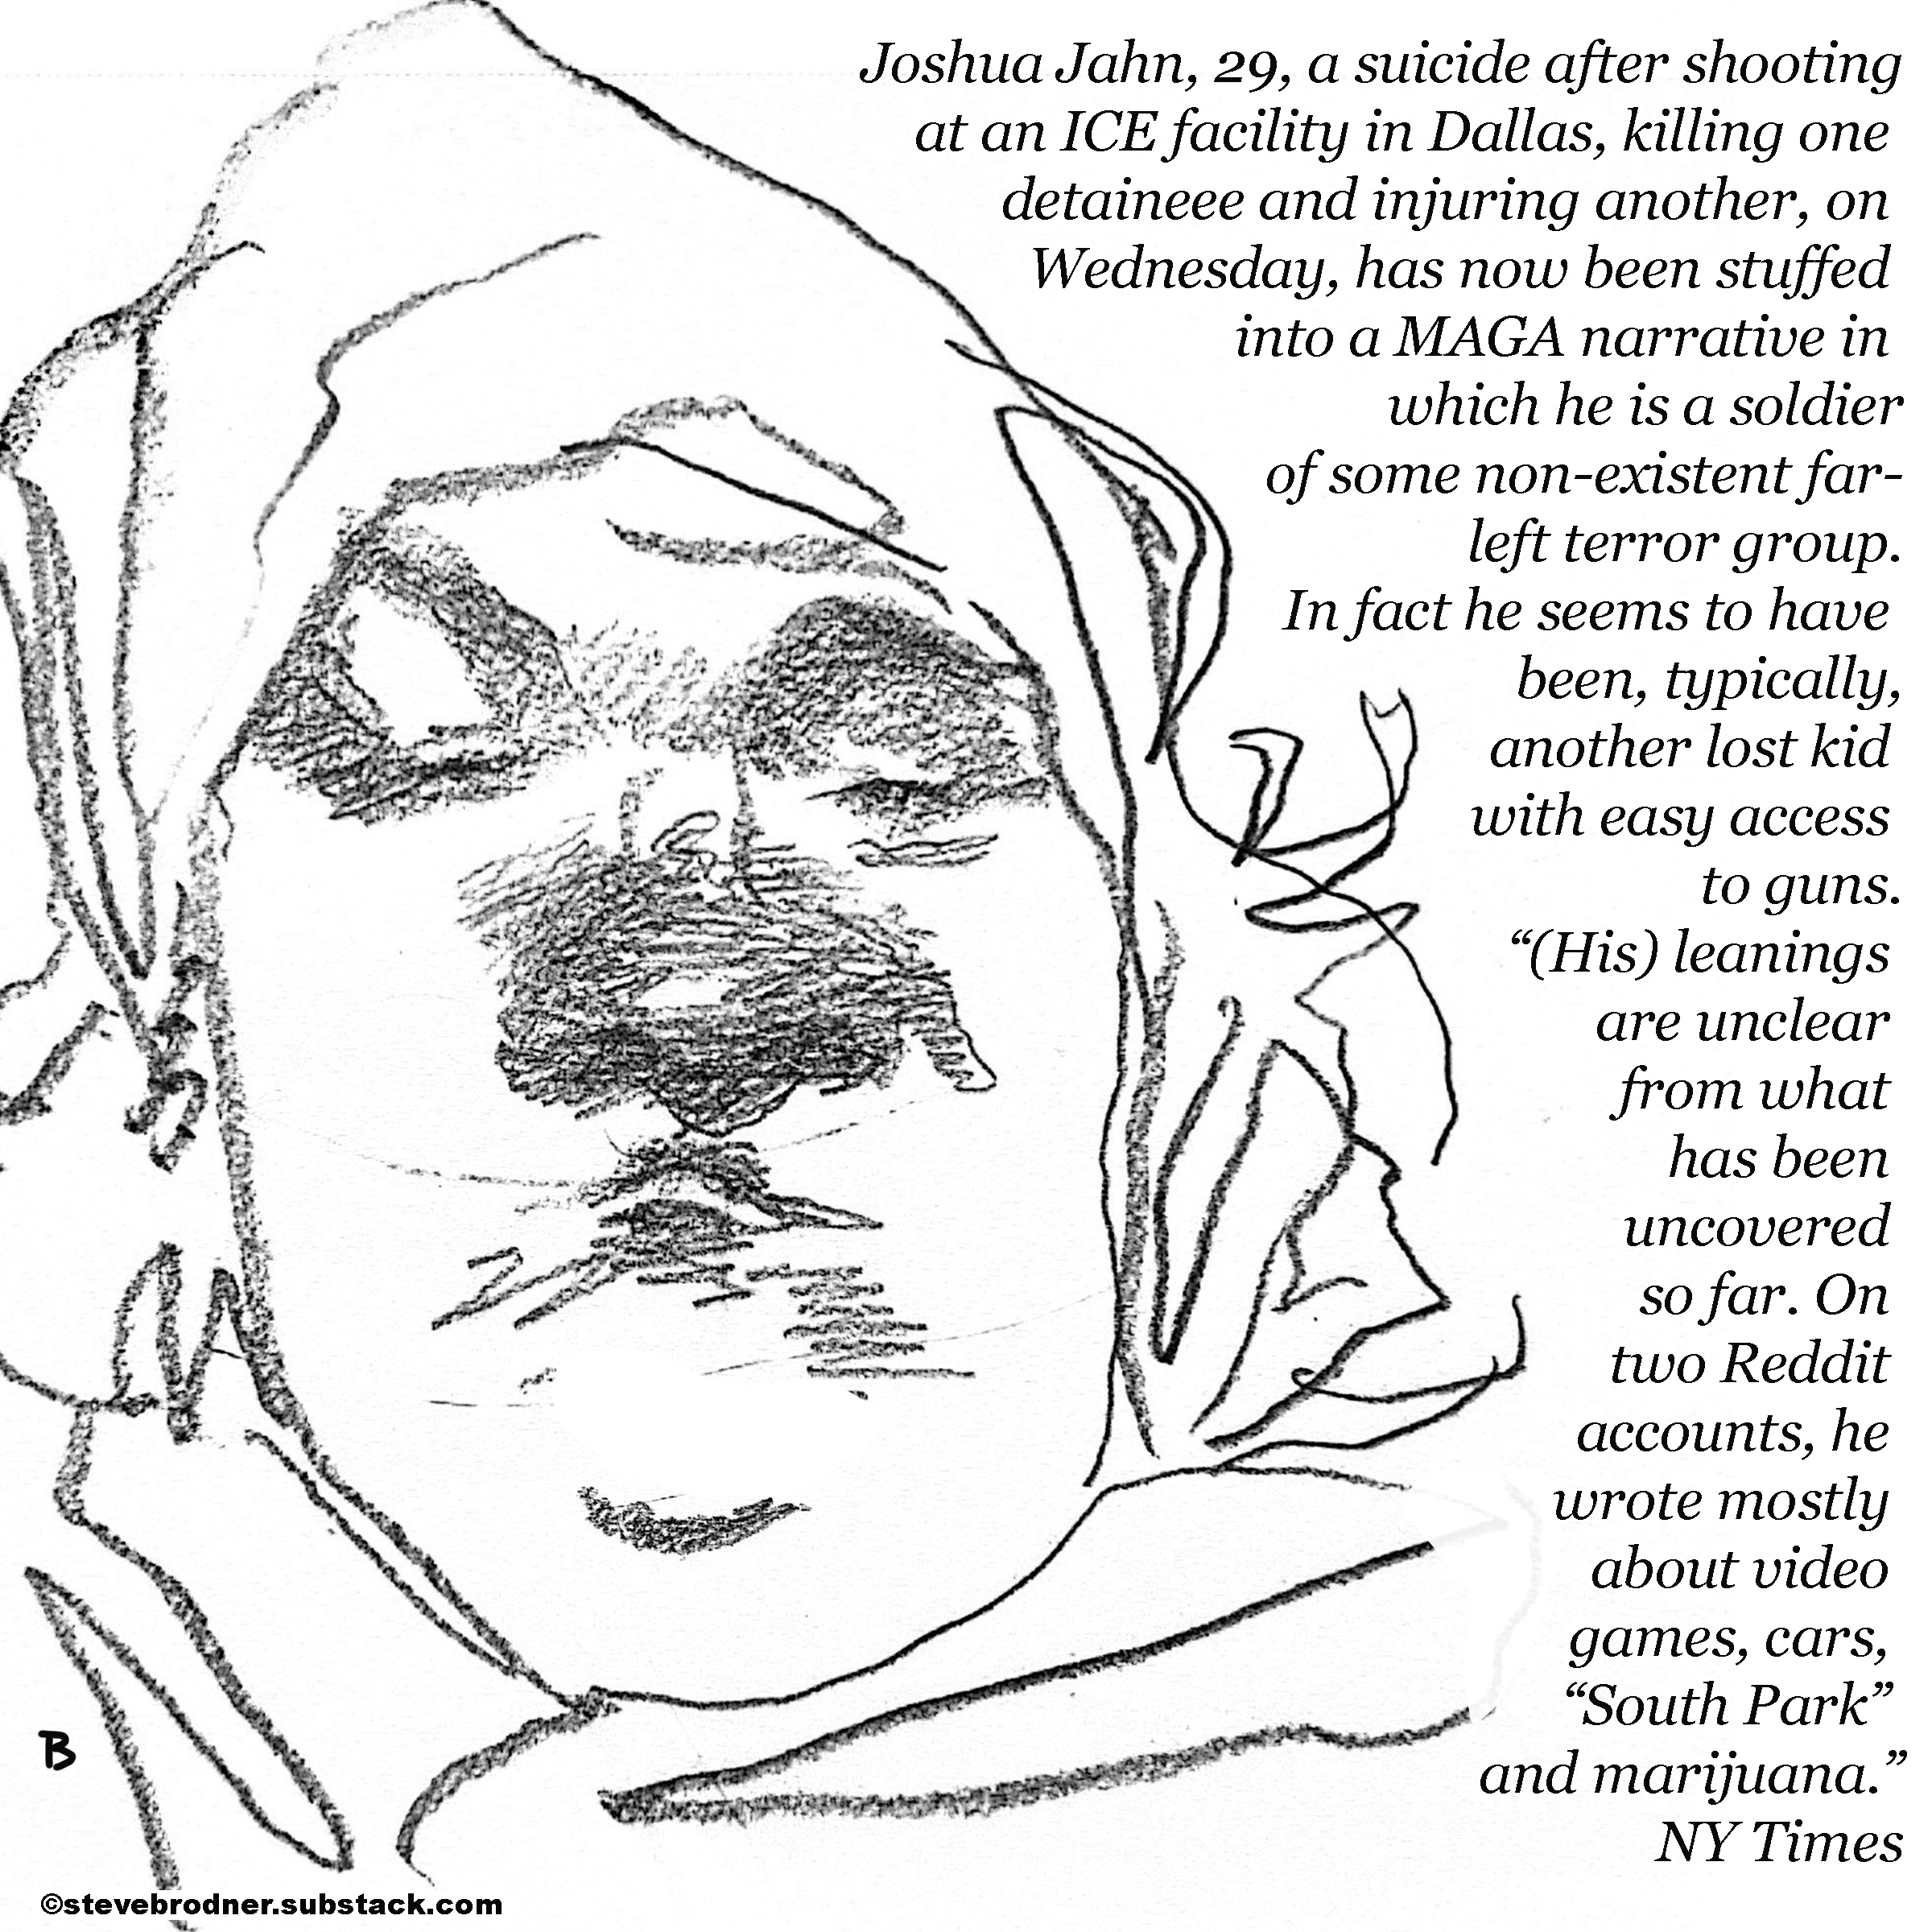 Joshua Jahn, 29, a suicide after shooting
at an ICE facility in Dallas, killing one
detaineee and injuring another, on
Wednesday, has now been stuffed
into a MAGA narrative in
which he is a soldier
of some non-existent far-
left terror group.
In fact he seems to have
been, typically,
another lost kid
with easy access
to guns.
“(His) leanings
are unclear
from what
has been
uncovered
so far. On
two Reddit
accounts, he
wrote mostly
about video
games, cars,
“South Park”
and marijuana.”
NY Times
B
©stevebrodner.substack.com